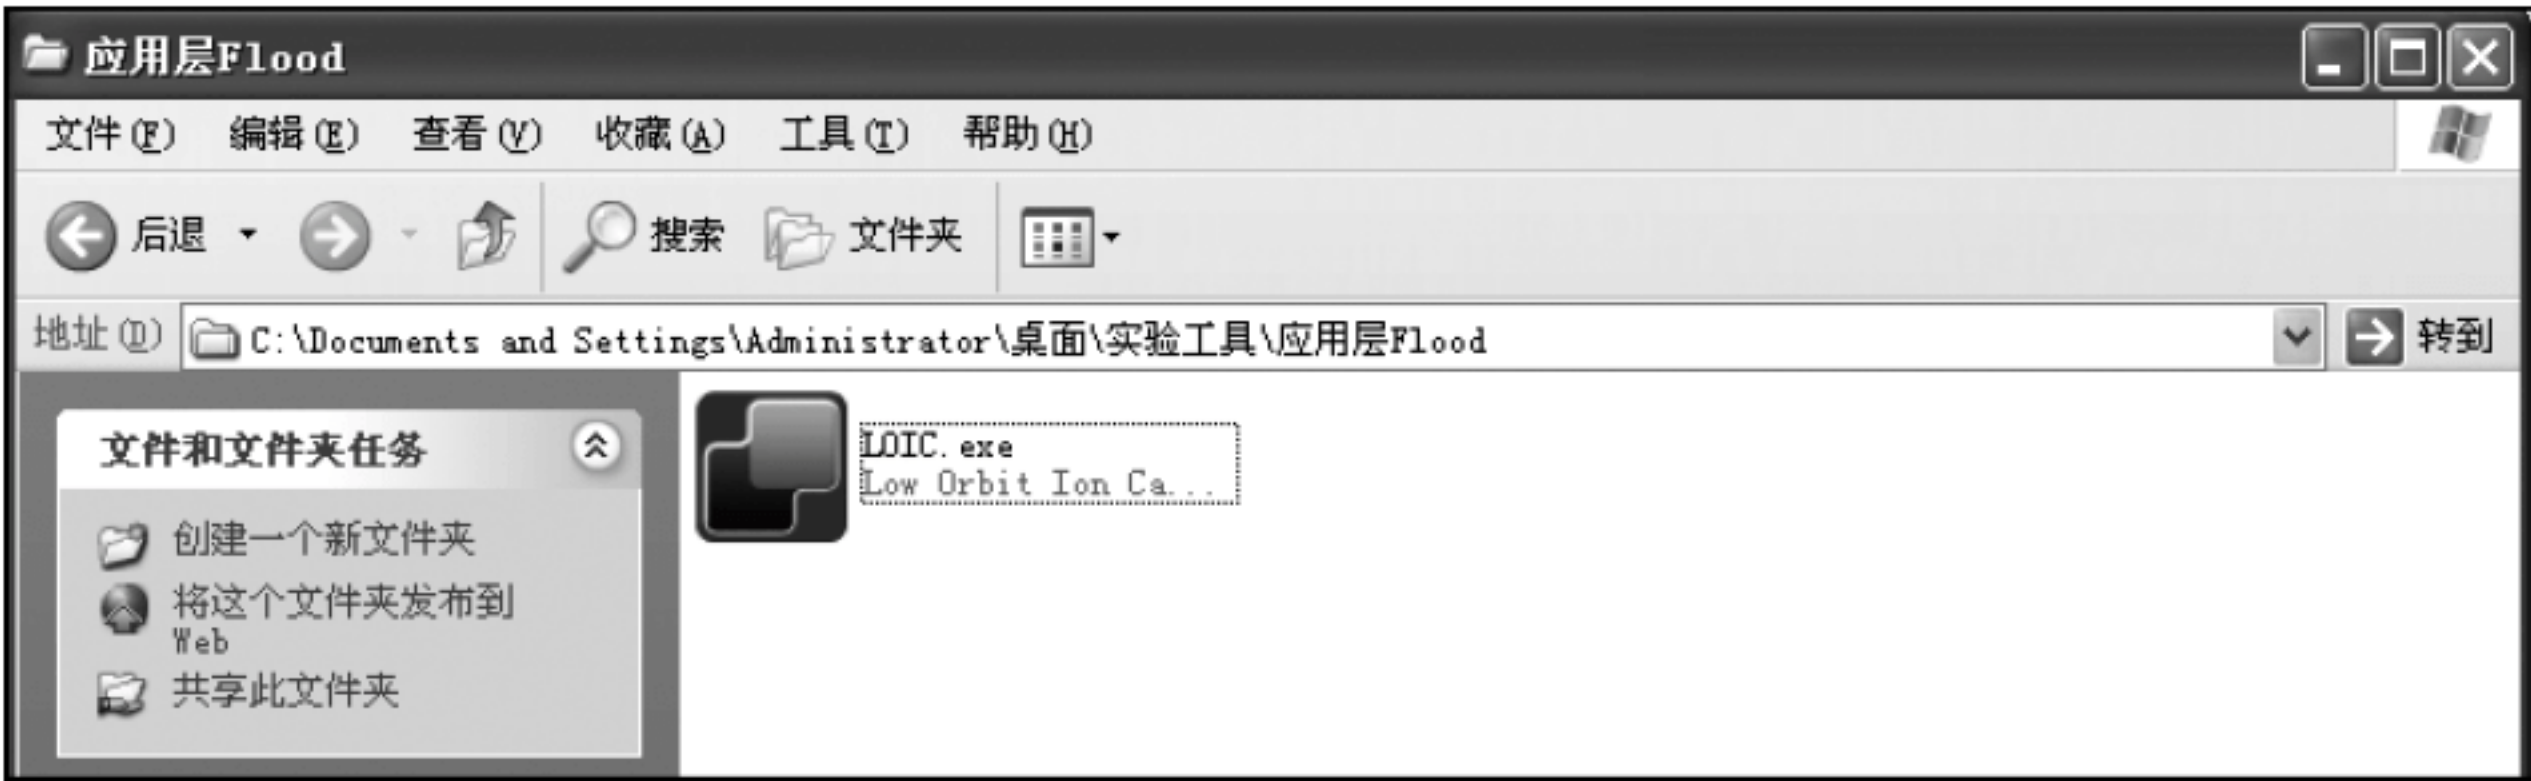 应用层Flood
文件(F) 编辑(E) 查看(V) 收藏(A) 工具(T) 帮助(H)
后退 搜索 文件夹
地址(D) C:\Documents and Settings\Administrator\桌面\实验工具\应用层Flood 转到
文件和文件夹任务
创建一个新文件夹
将这个文件夹发布到
Web
共享此文件夹
LOIC.exe
Low Orbit Ion Ca...